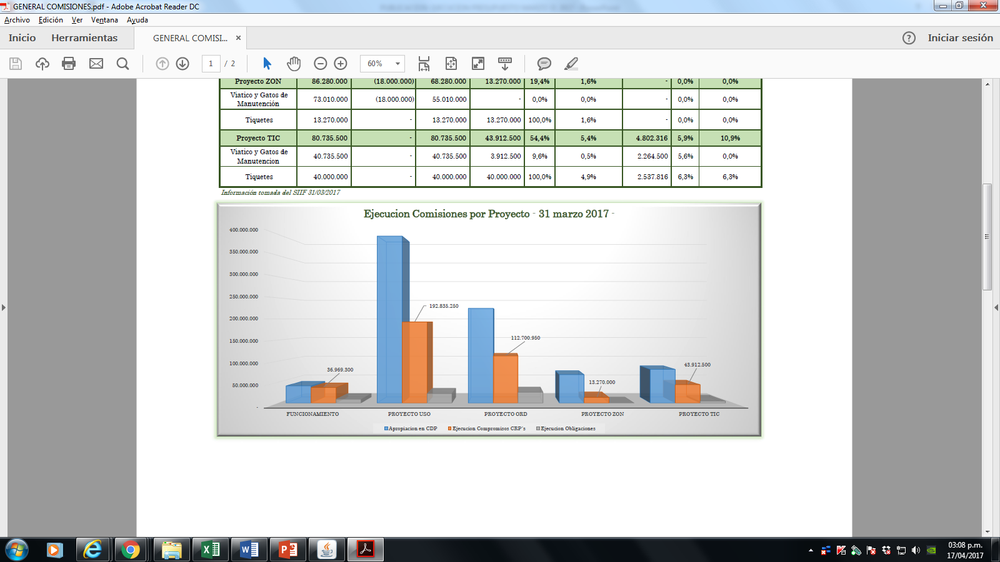 GENERAL COMISIONES.pdf - Adobe Acrobat Reader DC
Archivo Edición Ver Ventana Ayuda
Inicio Herramientas GENERAL COMISI... × ? Iniciar sesión
1 / 2 60%
Proyecto ZON 86.280.000 (18.000.000) 68.280.000 13.270.000 19,4% 1,6% - 0,0% 0,0%
Viatico y Gatos de
Manutención 73.010.000 (18.000.000) 55.010.000 - 0,0% 0,0% - 0,0% 0,0%
Tiquetes 13.270.000 - 13.270.000 13.270.000 100,0% 1,6% - 0,0% 0,0%
Proyecto TIC 80.735.500 - 80.735.500 43.912.500 54,4% 5,4% 4.802.316 5,9% 10,9%
Viatico y Gatos de
Manutencion 40.735.500 - 40.735.500 3.912.500 9,6% 0,5% 2.264.500 5,6% 0,0%
Tiquetes 40.000.000 - 40.000.000 40.000.000 100,0% 4,9% 2.537.816 6,3% 6,3%
Información tomada del SIIF 31/03/2017
Ejecucion Comisiones por Proyecto - 31 marzo 2017 -
400.000.000
350.000.000
300.000.000
250.000.000
200.000.000
150.000.000
100.000.000
50.000.000
-
36.969.300
192.835.250
112.700.950
13.270.000
43.912.500
FUNCIONAMIENTO PROYECTO USO PROYECTO ORD PROYECTO ZON PROYECTO TIC
Apropiacion en CDP Ejecucion Compromisos CRP´s Ejecucion Obligaciones
03:08 p.m.
17/04/2017